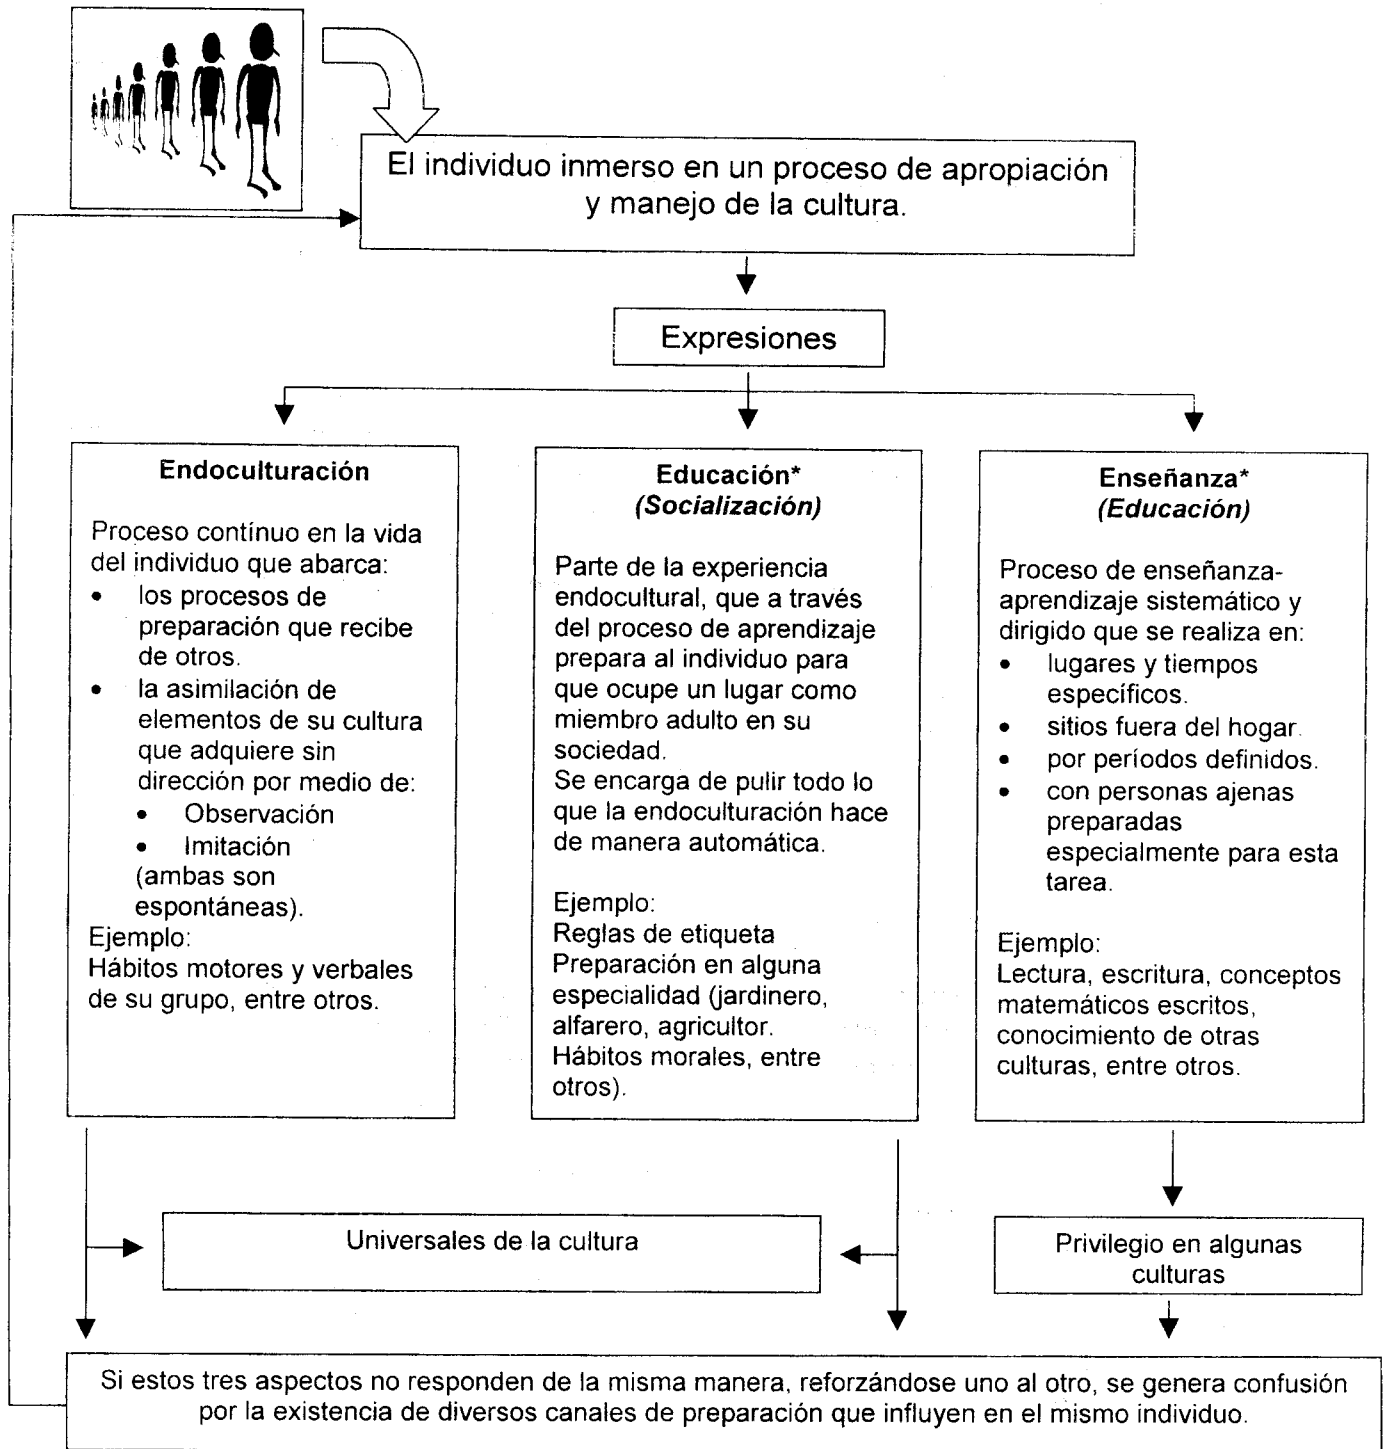 El individuo inmerso en un proceso de apropiación
y manejo de la cultura.
Expresiones
Endoculturación
Proceso contínuo en la vida
del individuo que abarca:
• los procesos de
preparación que recibe
de otros.
• la asimilación de
elementos de su cultura
que adquiere sin
dirección por medio de:
• Observación
• Imitación
(ambas son
espontáneas).
Ejemplo:
Hábitos motores y verbales
de su grupo, entre otros.
Educación*
(Socialización)
Parte de la experiencia
endocultural, que a través
del proceso de aprendizaje
prepara al individuo para
que ocupe un lugar como
miembro adulto en su
sociedad.
Se encarga de pulir todo lo
que la endoculturación hace
de manera automática.
Ejemplo:
Reglas de etiqueta
Preparación en alguna
especialidad (jardinero,
alfarero, agricultor.
Hábitos morales, entre
otros).
Enseñanza*
(Educación)
Proceso de enseñanza-
aprendizaje sistemático y
dirigido que se realiza en:
• lugares y tiempos
específicos.
• sitios fuera del hogar.
• por períodos definidos.
• con personas ajenas
preparadas
especialmente para esta
tarea.
Ejemplo:
Lectura, escritura, conceptos
matemáticos escritos,
conocimiento de otras
culturas, entre otros.
Universales de la cultura
Privilegio en algunas
culturas
Si estos tres aspectos no responden de la misma manera, reforzándose uno al otro, se genera confusión
por la existencia de diversos canales de preparación que influyen en el mismo individuo.